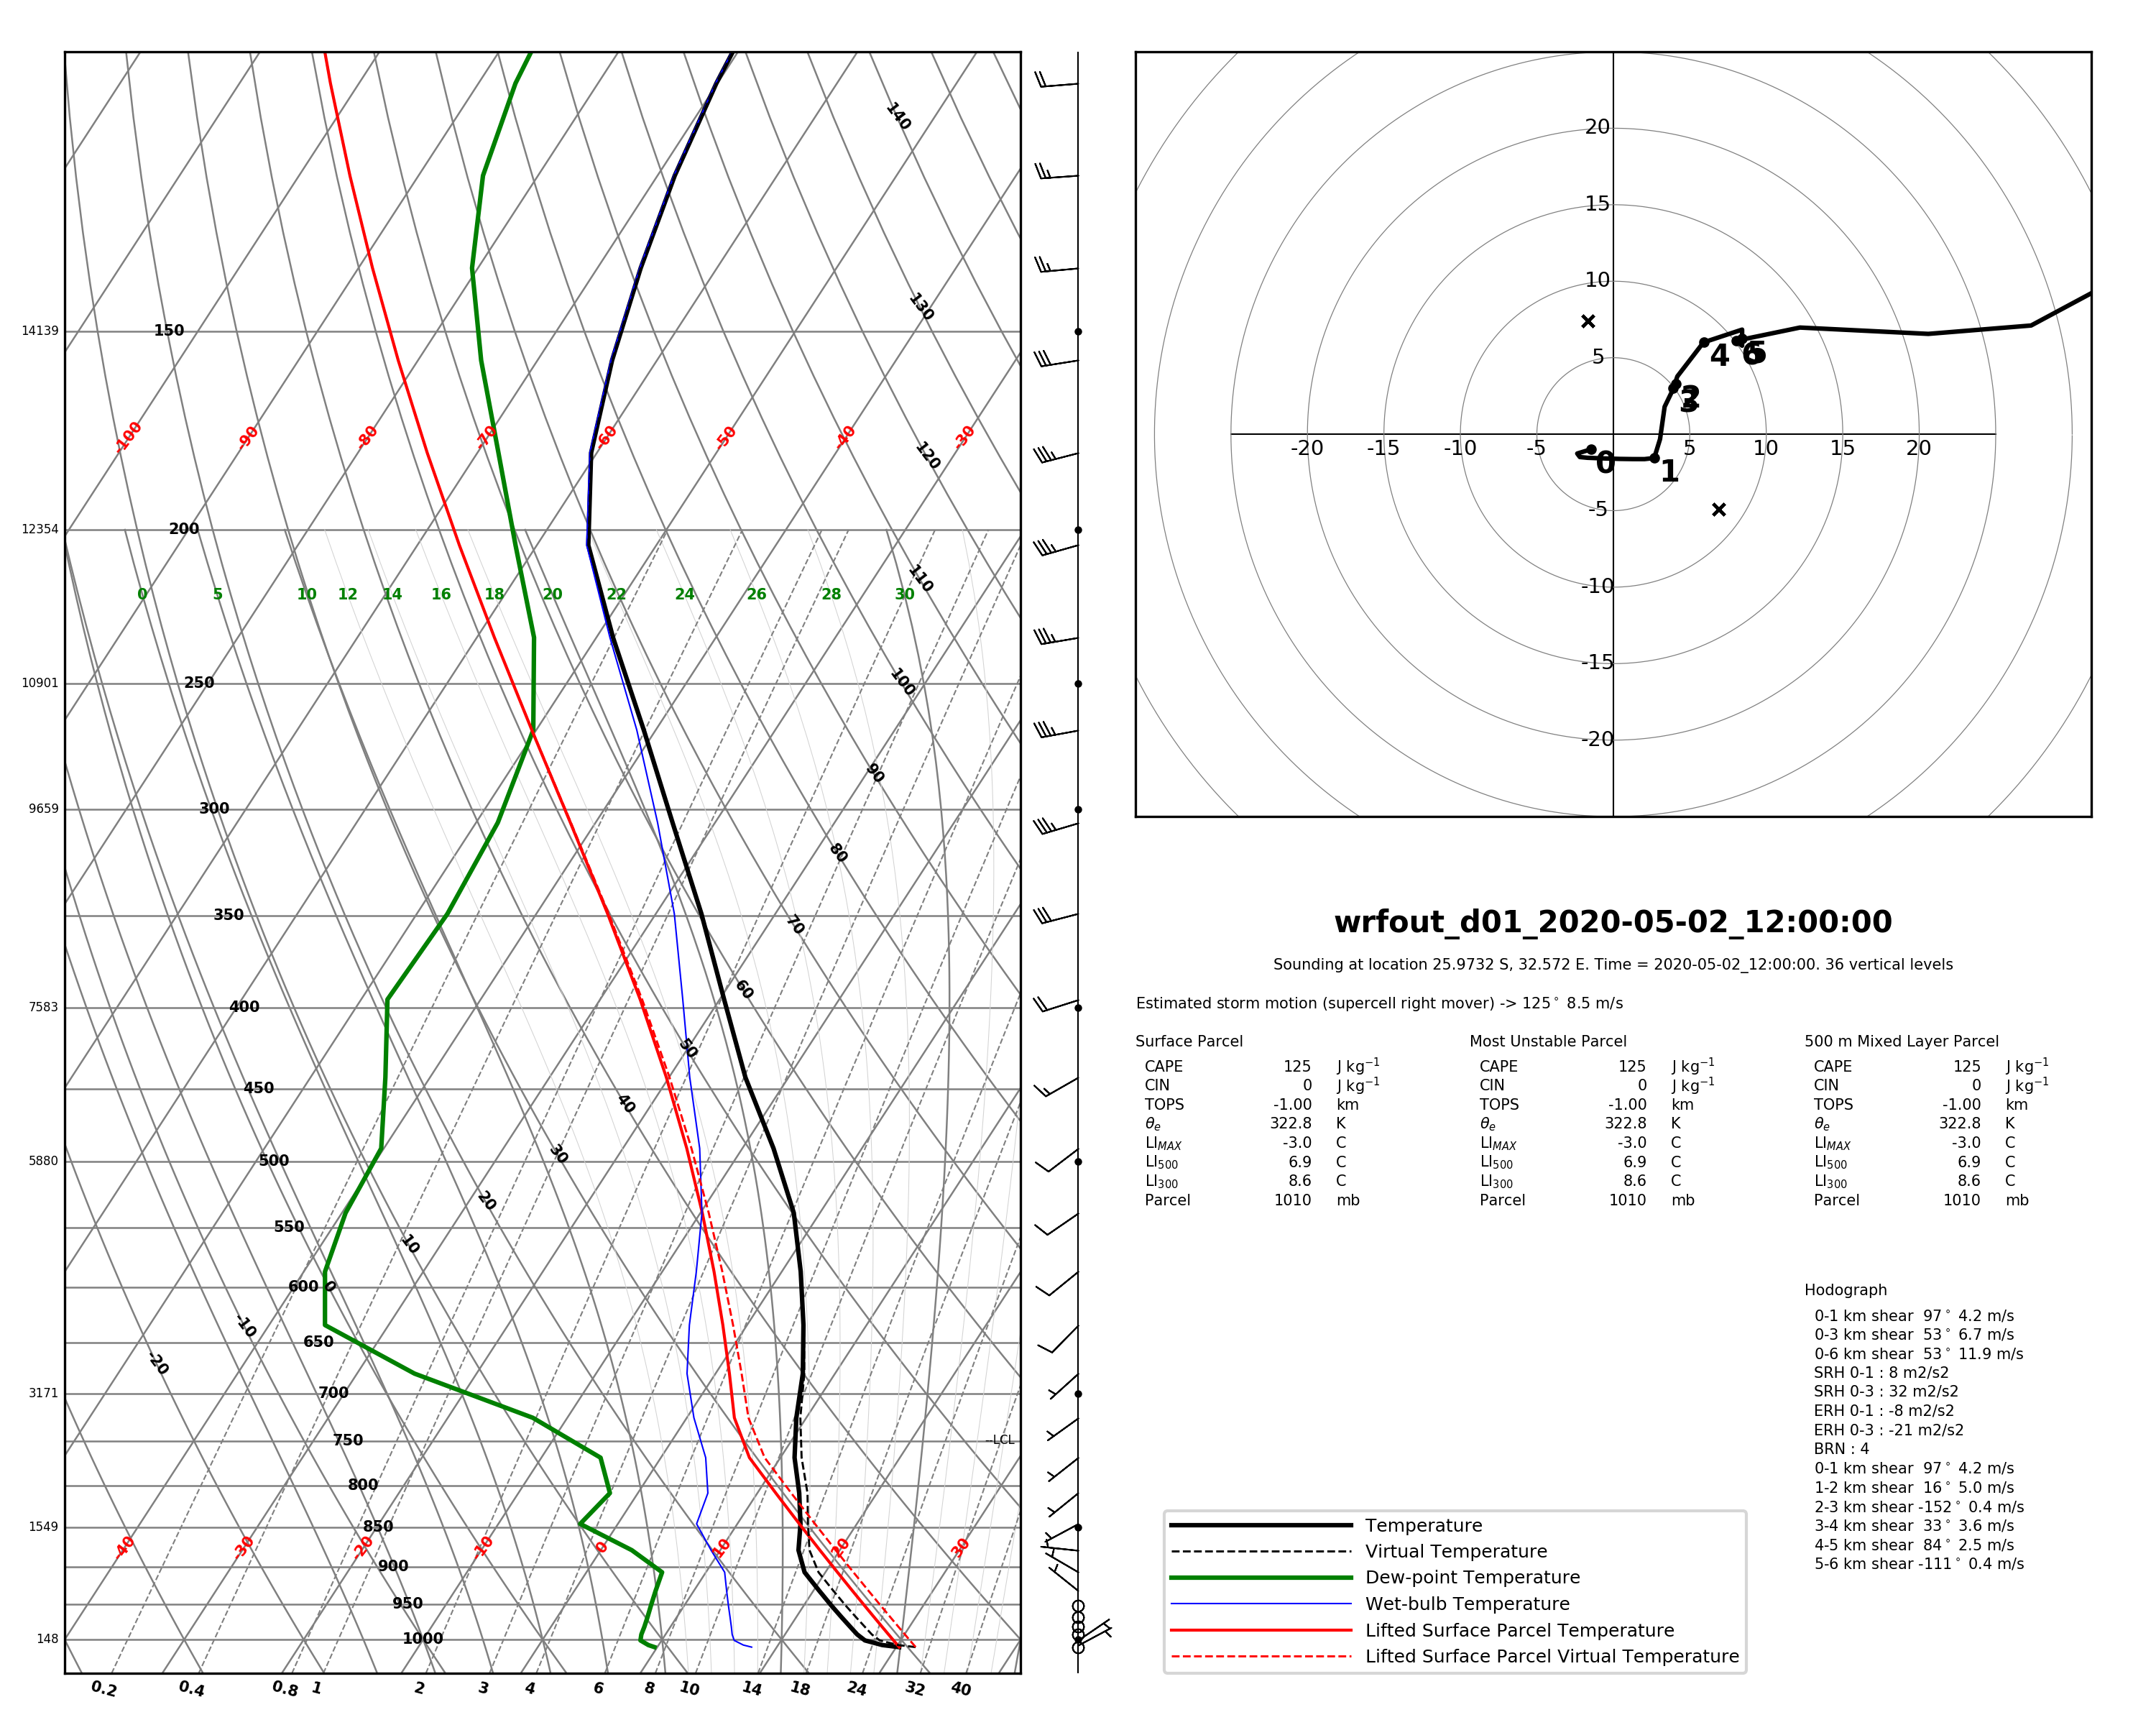 140
130
14139 150
-100 -90 -80 -70 -60 -50 -40 -30
120
12354 200
110
0 5 10 12 14 16 18 20 22 24 26 28 30
10901 250
100
90
9659 300
80
350
70
7583 400
60
50
450
40
5880 500
30
20
550
10
600 0
-10
650
-20
3171 700
750 --LCL
800
1549 850
-40 -30 -20 -10 0 10 20 30
900
950
148 1000
0.2 0.4 0.8 1 2 3 4 6 8 10 14 18 24 32 40
20
15
10
5
4 6 5
3
-20 -15 -10 -5 5 10 15 20
0 1
-5
-10
-15
-20
wrfout_d01_2020-05-02_12:00:00
Sounding at location 25.9732 S, 32.572 E. Time = 2020-05-02_12:00:00. 36 vertical levels
Estimated storm motion (supercell right mover) -> 125° 8.5 m/s
Surface Parcel Most Unstable Parcel 500 m Mixed Layer Parcel
CAPE 125 J kg⁻¹ CAPE 125 J kg⁻¹ CAPE 125 J kg⁻¹
CIN 0 J kg⁻¹ CIN 0 J kg⁻¹ CIN 0 J kg⁻¹
TOPS -1.00 km TOPS -1.00 km TOPS -1.00 km
θe 322.8 K θe 322.8 K θe 322.8 K
LIMAX -3.0 C LIMAX -3.0 C LIMAX -3.0 C
LI500 6.9 C LI500 6.9 C LI500 6.9 C
LI300 8.6 C LI300 8.6 C LI300 8.6 C
Parcel 1010 mb Parcel 1010 mb Parcel 1010 mb
Hodograph
0-1 km shear 97° 4.2 m/s
0-3 km shear 53° 6.7 m/s
0-6 km shear 53° 11.9 m/s
SRH 0-1 : 8 m2/s2
SRH 0-3 : 32 m2/s2
ERH 0-1 : -8 m2/s2
ERH 0-3 : -21 m2/s2
BRN : 4
0-1 km shear 97° 4.2 m/s
1-2 km shear 16° 5.0 m/s
2-3 km shear -152° 0.4 m/s
3-4 km shear 33° 3.6 m/s
4-5 km shear 84° 2.5 m/s
5-6 km shear -111° 0.4 m/s
Temperature
Virtual Temperature
Dew-point Temperature
Wet-bulb Temperature
Lifted Surface Parcel Temperature
Lifted Surface Parcel Virtual Temperature